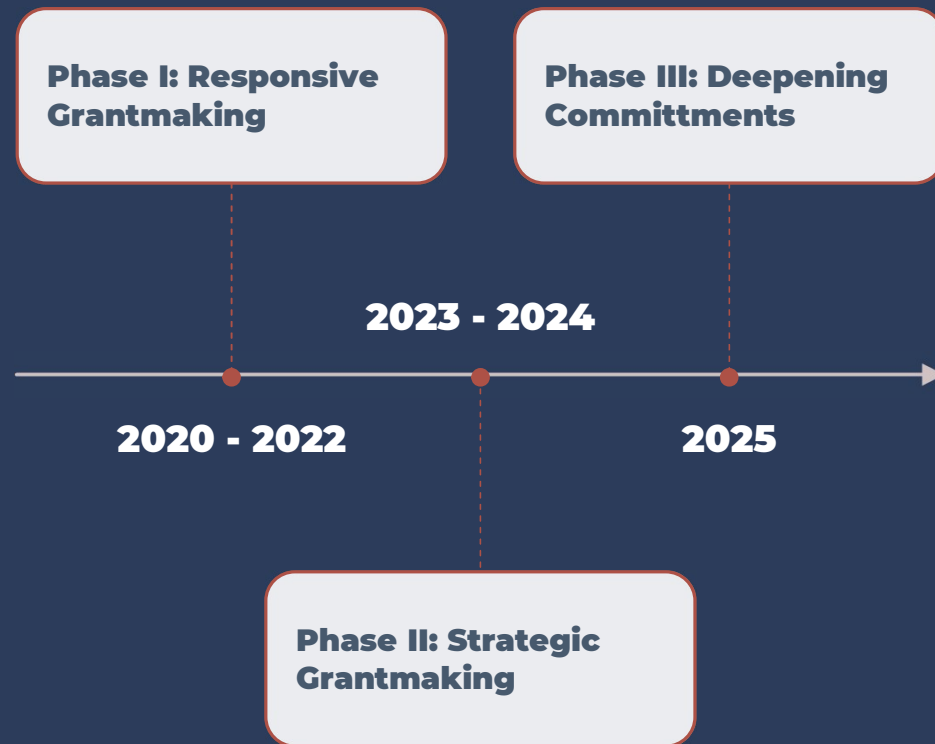 Phase I: Responsive
Grantmaking
Phase III: Deepening
Committments
2023 - 2024
2020 - 2022
2025
Phase II: Strategic
Grantmaking